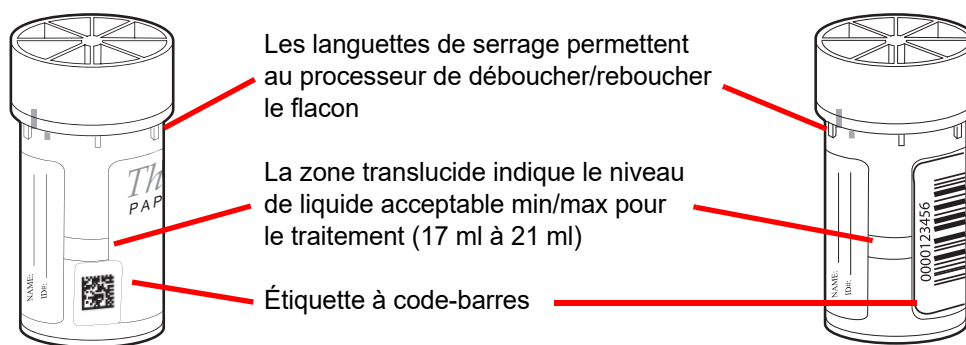 Les languettes de serrage permettent
au processeur de déboucher/reboucher
le flacon
La zone translucide indique le niveau
de liquide acceptable min/max pour
le traitement (17 ml à 21 ml)
Étiquette à code-barres
Th
PAP
NAME:
ID#:
NAME:
ID#:
0000123456